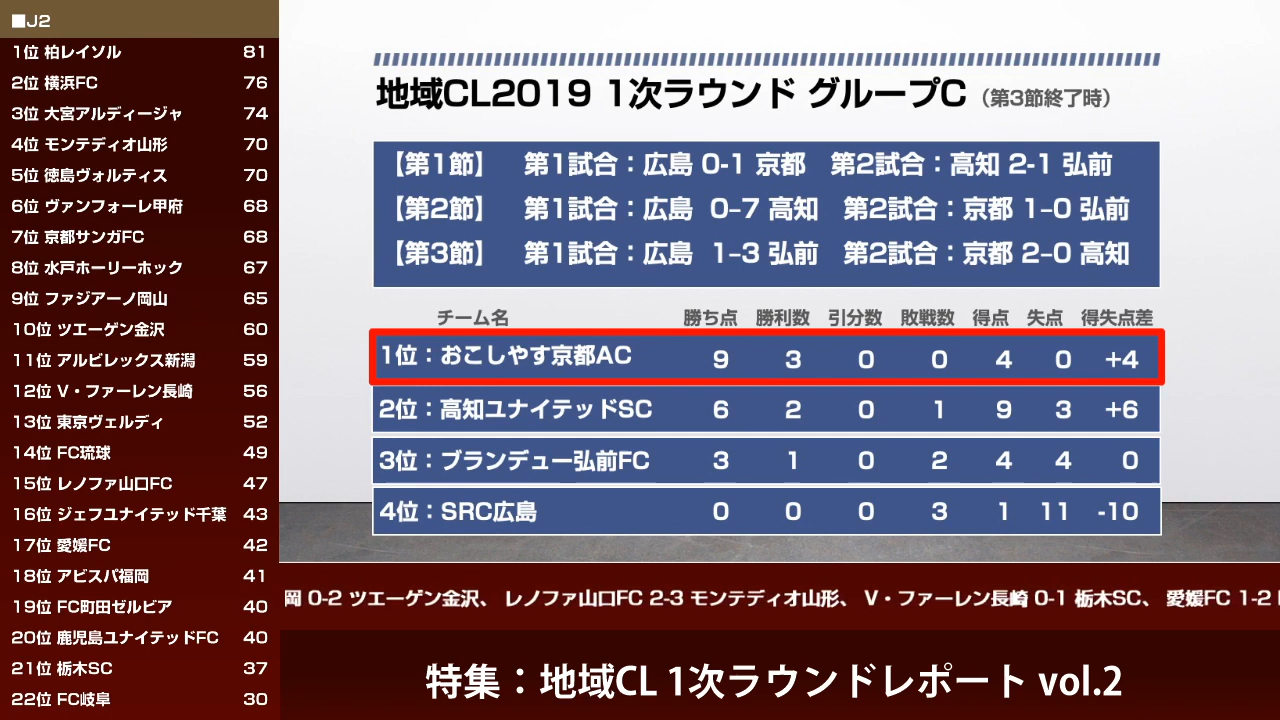 ■J2
1位 柏レイソル 81
2位 横浜FC 76
3位 大宮アルディージャ 74
4位 モンテディオ山形 70
5位 徳島ヴォルティス 70
6位 ヴァンフォーレ甲府 68
7位 京都サンガFC 68
8位 水戸ホーリーホック 67
9位 ファジアーノ岡山 65
10位 ツエーゲン金沢 60
11位 アルビレックス新潟 59
12位 V・ファーレン長崎 56
13位 東京ヴェルディ 52
14位 FC琉球 49
15位 レノファ山口FC 47
16位 ジェフユナイテッド千葉 43
17位 愛媛FC 42
18位 アビスパ福岡 41
19位 FC町田ゼルビア 40
20位 鹿児島ユナイテッドFC 40
21位 栃木SC 37
22位 FC岐阜 30
地域CL2019 1次ラウンド グループC（第3節終了時）
【第1節】 第1試合：広島 0-1 京都 第2試合：高知 2-1 弘前
【第2節】 第1試合：広島 0–7 高知 第2試合：京都 1–0 弘前
【第3節】 第1試合：広島 1–3 弘前 第2試合：京都 2–0 高知
チーム名 勝ち点 勝利数 引分数 敗戦数 得点 失点 得失点差
1位：おこしやす京都AC 9 3 0 0 4 0 +4
2位：高知ユナイテッドSC 6 2 0 1 9 3 +6
3位：ブランデュー弘前FC 3 1 0 2 4 4 0
4位：SRC広島 0 0 0 3 1 11 -10
岡 0-2 ツエーゲン金沢、 レノファ山口FC 2-3 モンテディオ山形、 V・ファーレン長崎 0-1 栃木SC、 愛媛FC 1-2
特集：地域CL 1次ラウンドレポート vol.2